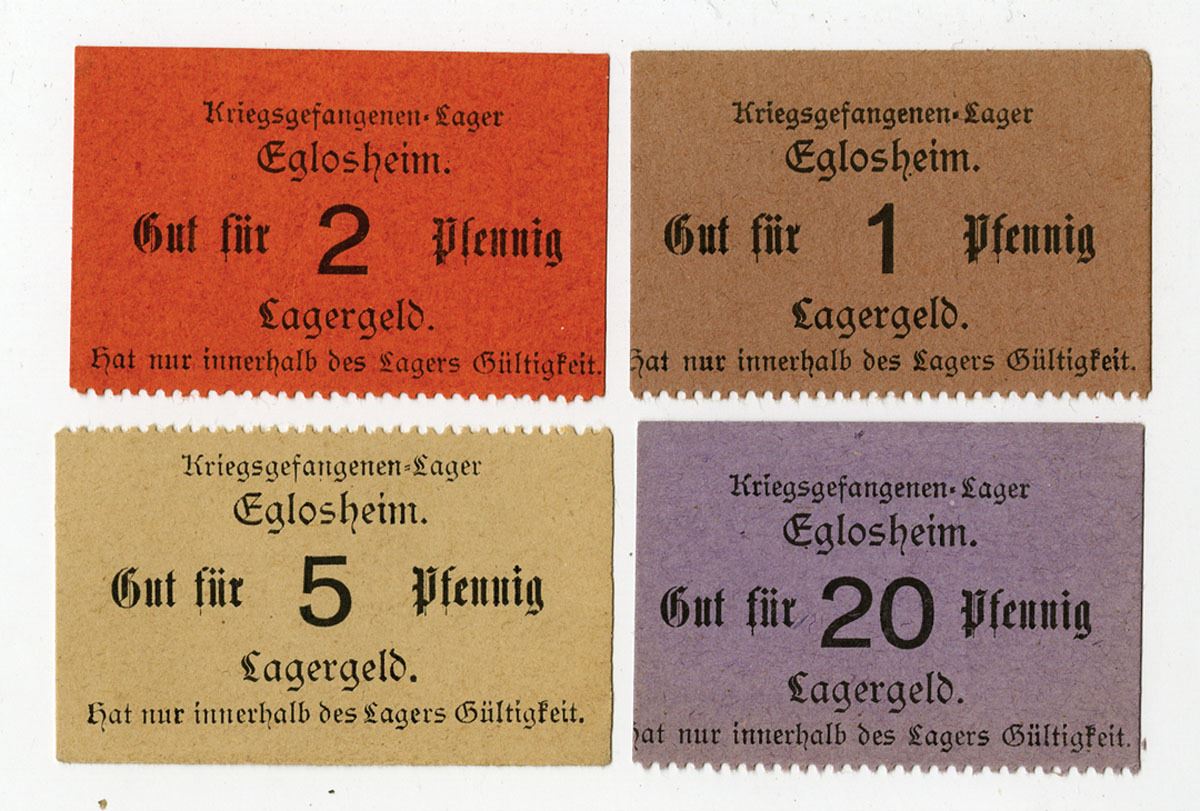 Kriegsgefangenen-Lager
Eglosheim.
Gut für 2 Pfennig
Lagergeld.
Hat nur innerhalb des Lagers Gültigkeit.
Kriegsgefangenen-Lager
Eglosheim.
Gut für 1 Pfennig
Lagergeld.
Hat nur innerhalb des Lagers Gültigkeit.
Kriegsgefangenen-Lager
Eglosheim.
Gut für 5 Pfennig
Lagergeld.
Hat nur innerhalb des Lagers Gültigkeit.
Kriegsgefangenen-Lager
Eglosheim.
Gut für 20 Pfennig
Lagergeld.
Hat nur innerhalb des Lagers Gültigkeit.